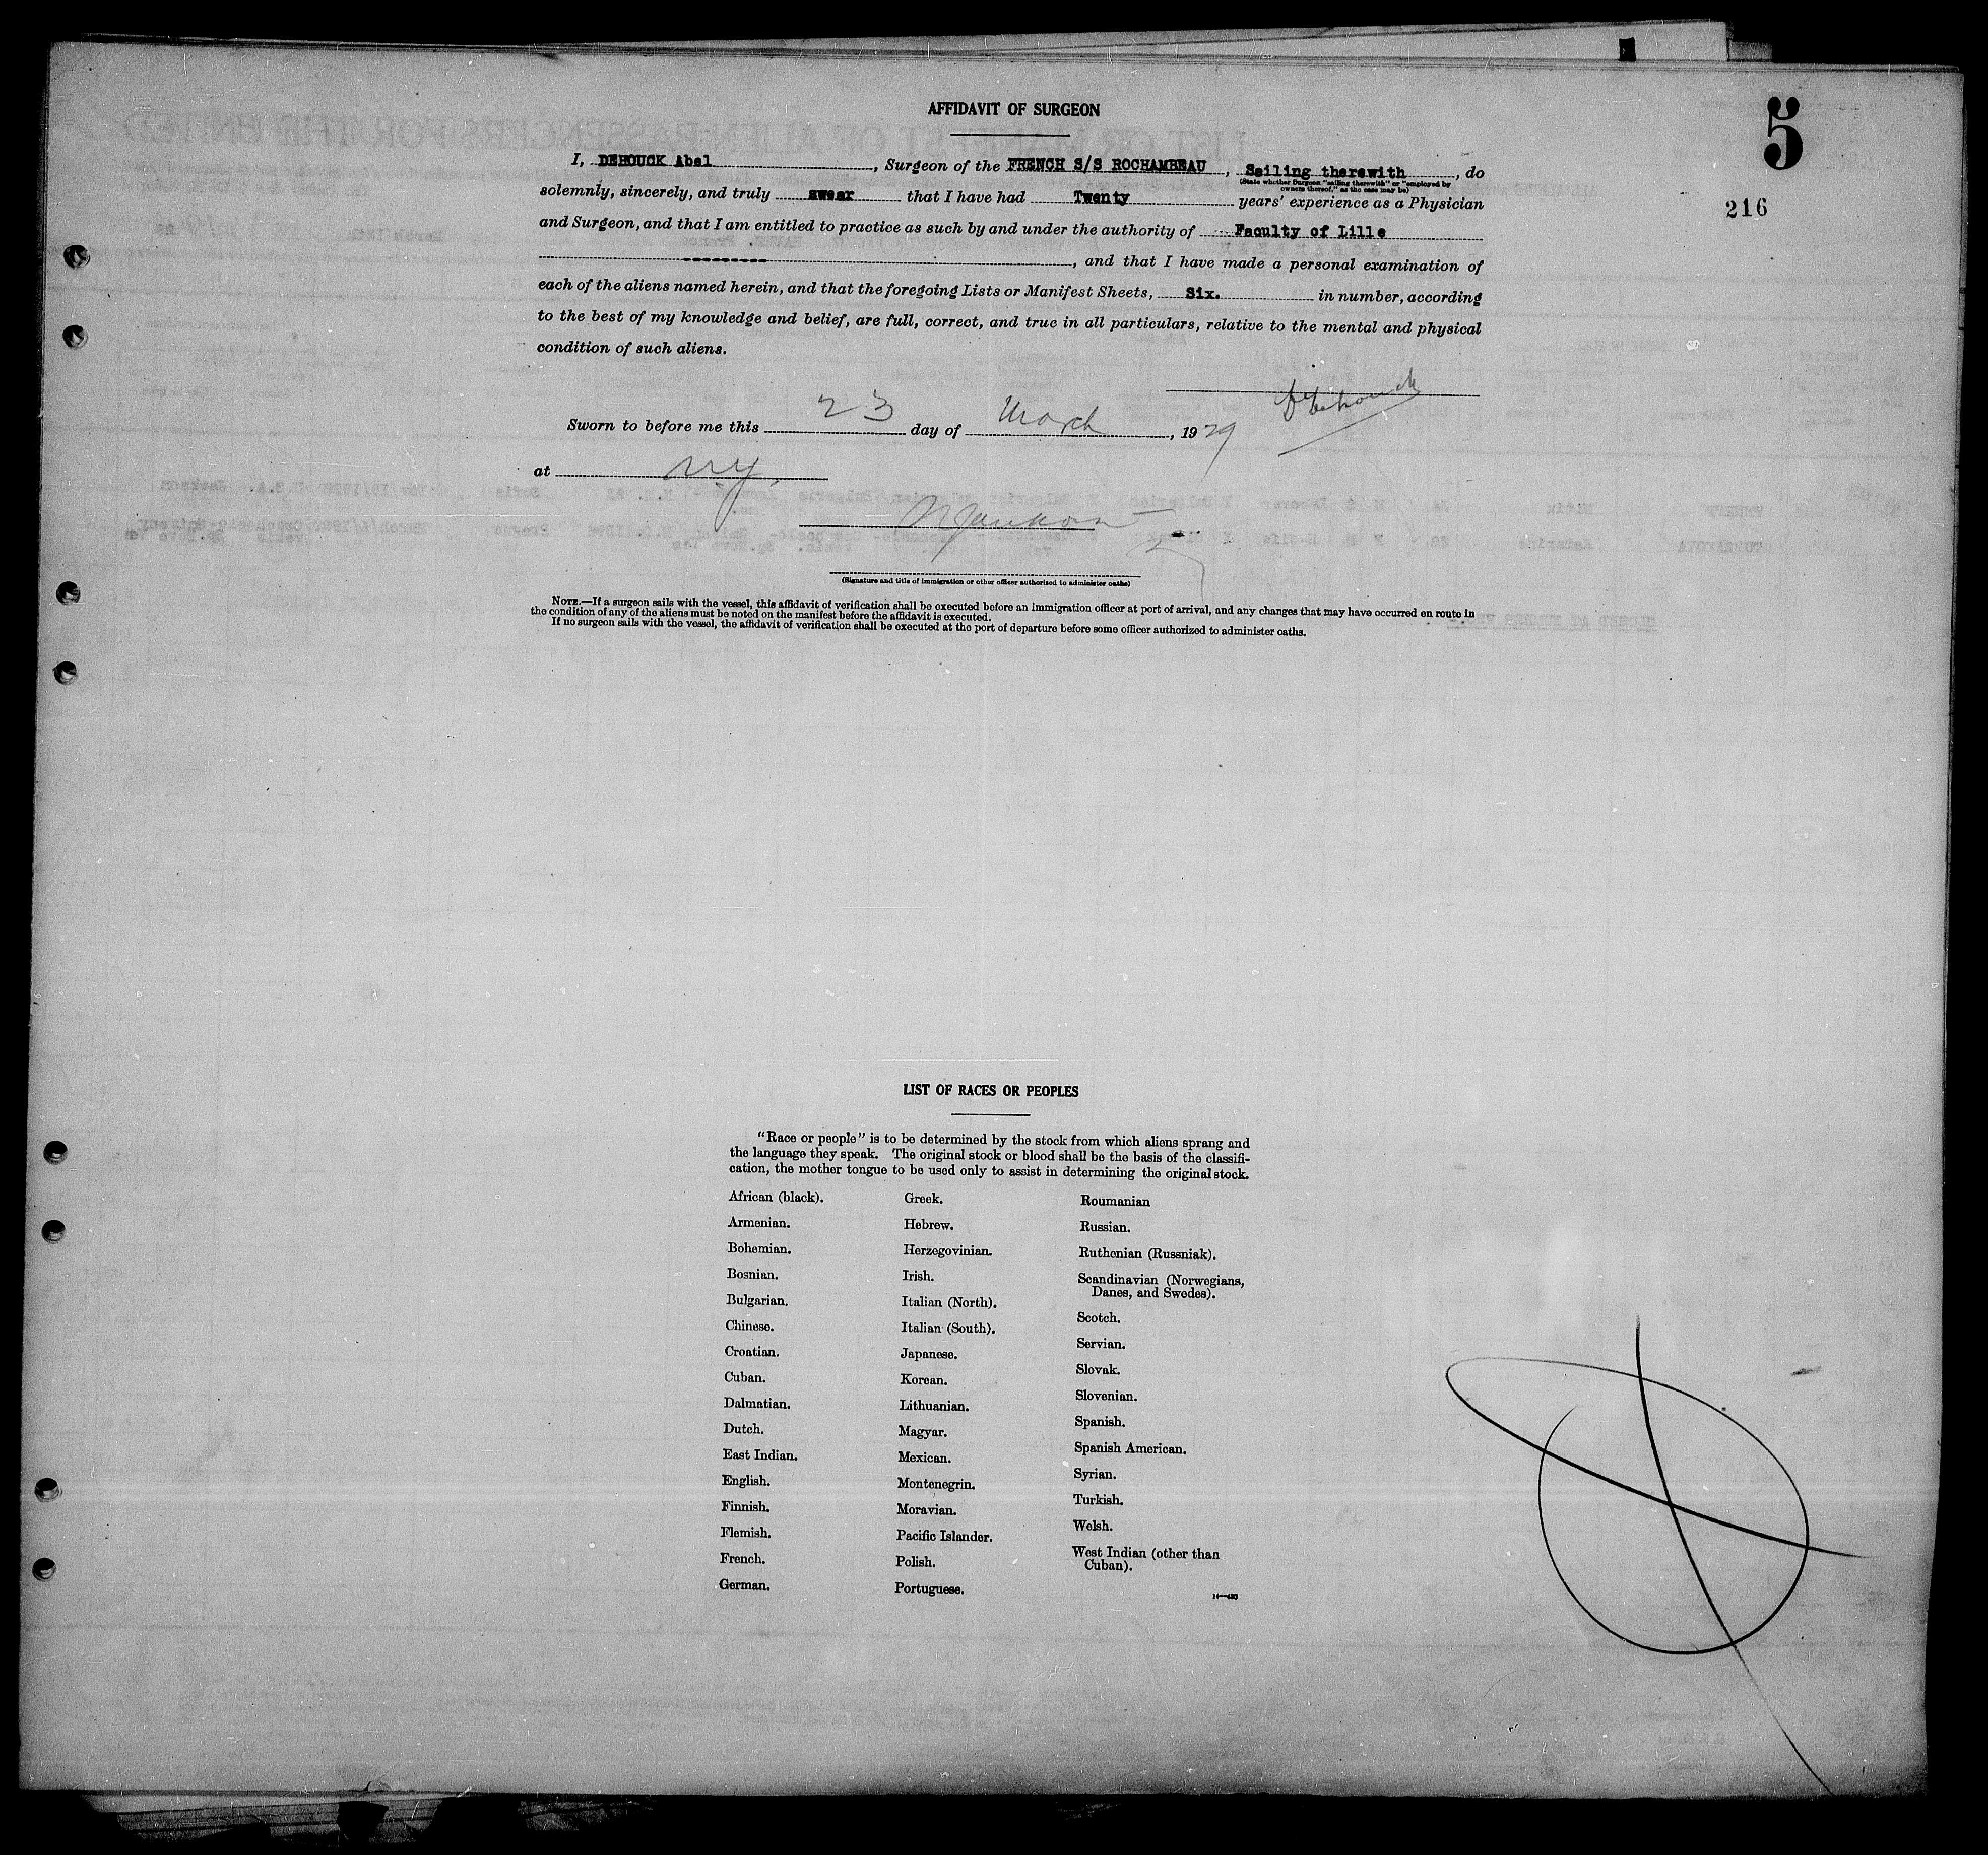 5
216
AFFIDAVIT OF SURGEON
I, DEHOUCK Abel, Surgeon of the FRENCH S/S ROCHAMBEAU, Sailing therewith, do
(State whether Surgeon "sailing therewith" or "employed by
owners thereof," as the case may be)
solemnly, sincerely, and truly swear that I have had Twenty years' experience as a Physician
and Surgeon, and that I am entitled to practice as such by and under the authority of Faculty of Lille
----------, and that I have made a personal examination of
each of the aliens named herein, and that the foregoing Lists or Manifest Sheets, Six. in number, according
to the best of my knowledge and belief, are full, correct, and true in all particulars, relative to the mental and physical
condition of such aliens.
Dehouck
Sworn to before me this 23 day of March, 1929
at NY.
(Signature and title of immigration or other officer authorized to administer oaths)
NOTE.—If a surgeon sails with the vessel, this affidavit of verification shall be executed before an immigration officer at port of arrival, and any changes that may have occurred en route in
the condition of any of the aliens must be noted on the manifest before the affidavit is executed.
If no surgeon sails with the vessel, the affidavit of verification shall be executed at the port of departure before some officer authorized to administer oaths.
LIST OF RACES OR PEOPLES
"Race or people" is to be determined by the stock from which aliens sprang and
the language they speak. The original stock or blood shall be the basis of the classifi-
cation, the mother tongue to be used only to assist in determining the original stock.
African (black).
Armenian.
Bohemian.
Bosnian.
Bulgarian.
Chinese.
Croatian.
Cuban.
Dalmatian.
Dutch.
East Indian.
English.
Finnish.
Flemish.
French.
German.
Greek.
Hebrew.
Herzegovinian.
Irish.
Italian (North).
Italian (South).
Japanese.
Korean.
Lithuanian.
Magyar.
Mexican.
Montenegrin.
Moravian.
Pacific Islander.
Polish.
Portuguese.
Roumanian
Russian.
Ruthenian (Russniak).
Scandinavian (Norwegians,
Danes, and Swedes).
Scotch.
Servian.
Slovak.
Slovenian.
Spanish.
Spanish American.
Syrian.
Turkish.
Welsh.
West Indian (other than
Cuban).